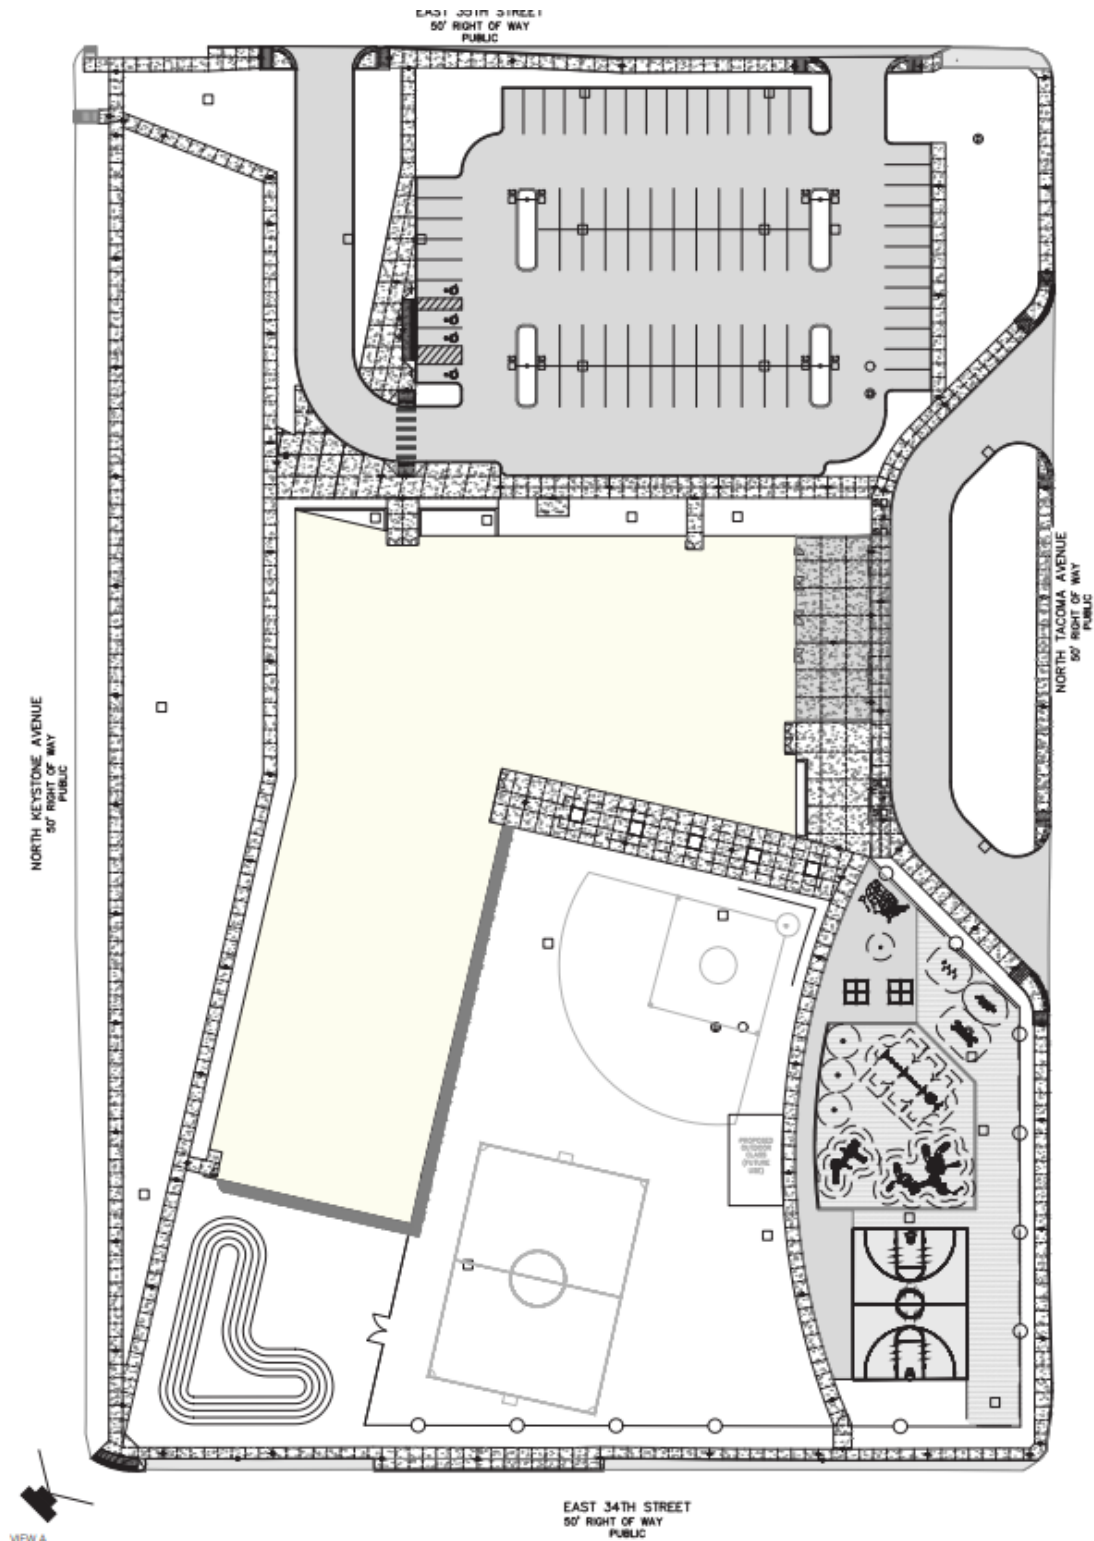 EAST 35TH STREET
50' RIGHT OF WAY
PUBLIC
NORTH TACOMA AVENUE
50' RIGHT OF WAY
PUBLIC
NORTH KEYSTONE AVENUE
50' RIGHT OF WAY
PUBLIC
PROPOSED
OUTDOOR
CLASS
(FUTURE
USE)
EAST 34TH STREET
50' RIGHT OF WAY
PUBLIC
VIEW A